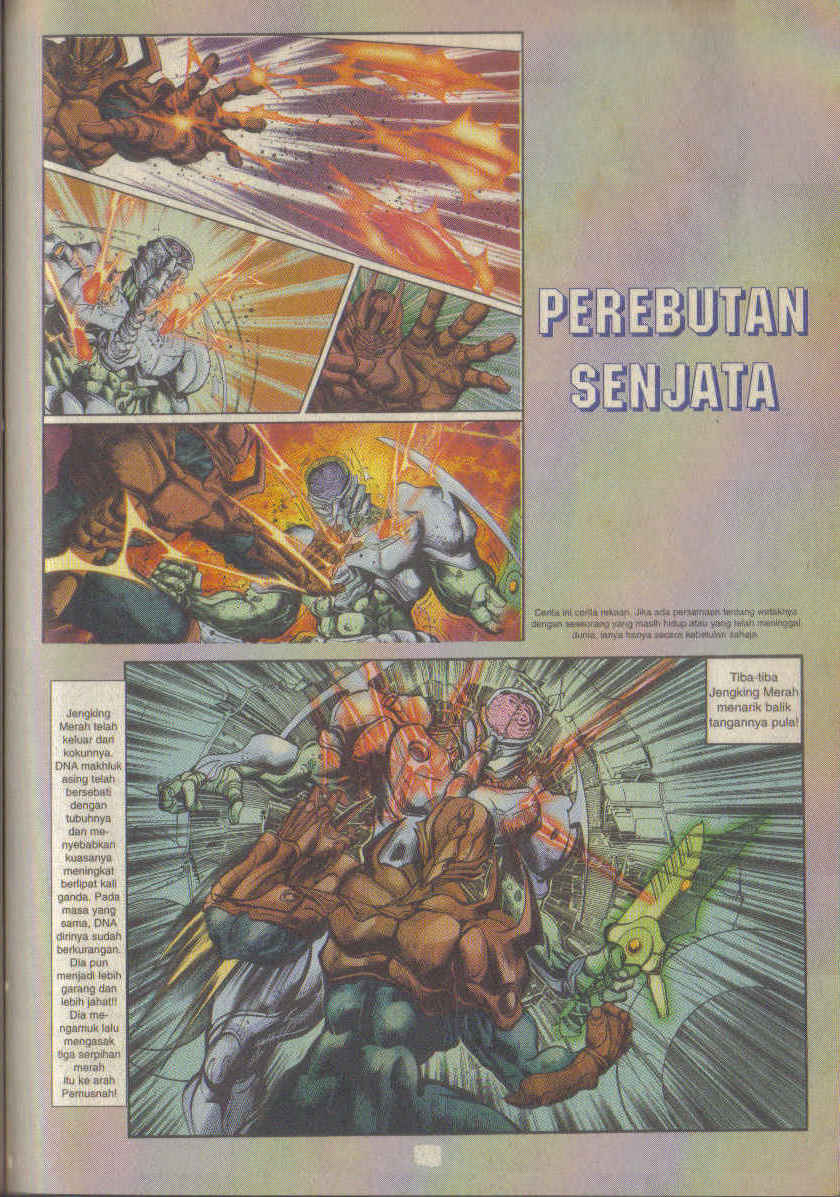 PEREBUTAN
SENJATA
Cerita ini cerita rekaan. Jika ada persamaan tentang wataknya
dengan seseorang yang masih hidup atau yang telah meninggal
dunia, ianya hanya secara kebetulan sahaja.
Tiba-tiba
Jengking Merah
menarik balik
tangannya pula!
Jengking
Merah telah
keluar dari
kokunnya.
DNA makhluk
asing telah
bersebati
dengan
tubuhnya
dan me-
nyebabkan
kuasanya
meningkat
berlipat kali
ganda. Pada
masa yang
sama, DNA
dirinya sudah
berkurangan.
Dia pun
menjadi lebih
garang dan
lebih jahat!!
Dia me-
ngamuk lalu
mengasak
tiga serpihan
merah
itu ke arah
Pemusnah!